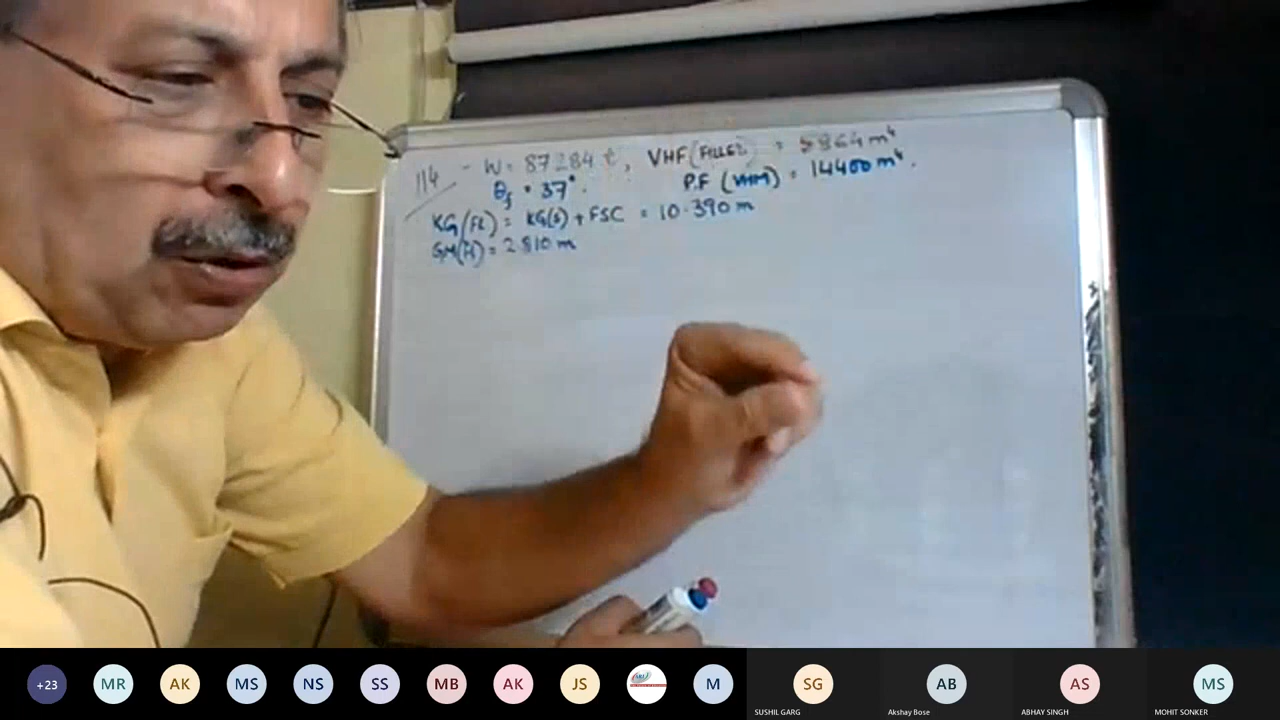 114 - W = 87284 t, VHF (FILLED) = 5864 m⁴
θf = 37°. P.F (VHM) = 14400 m⁴.
KG(Fl) = KG(S) + FSC = 10.390 m
GM(Fl) = 2.810 m
+23 MR AK MS NS SS MB AK JS M SG AB AS MS
SUSHIL GARG Akshay Bose ABHAY SINGH MOHIT SONKER